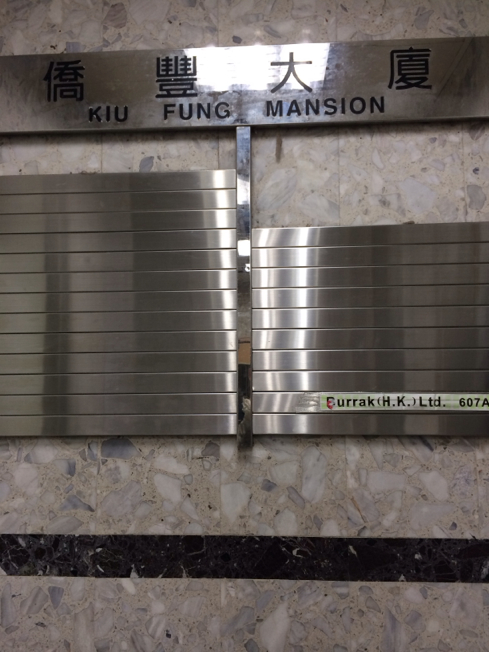 僑豐大廈
KIU FUNG MANSION
Burrak (H.K.) Ltd. 607A